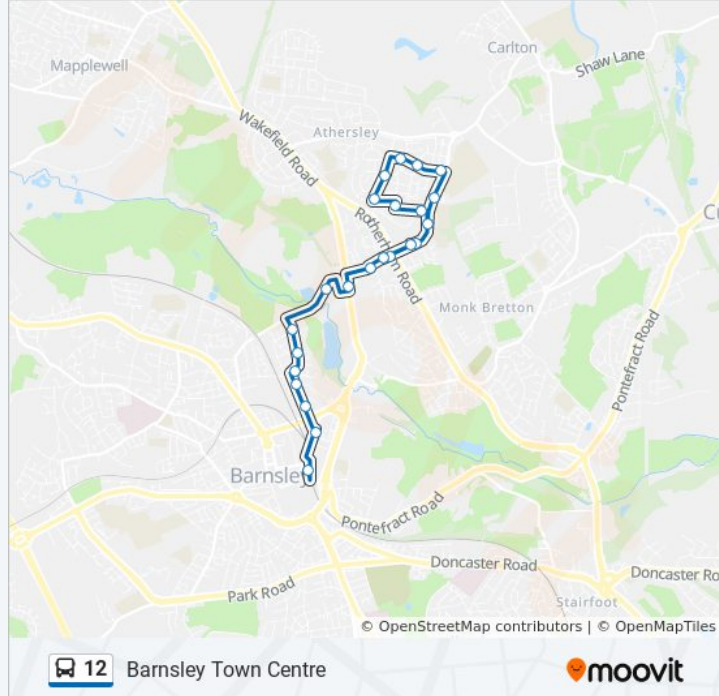 Carlton
Shaw Lane
Mapplewell
Athersley
Wakefield Road
Rotherham Road
Cu
Monk Bretton
Pontefract Road
Barnsley
Pontefract Road
Doncaster Road
Doncaster Ro
Park Road
Stairfoot
© OpenStreetMap contributors | © OpenMapTiles
12 Barnsley Town Centre
moovit